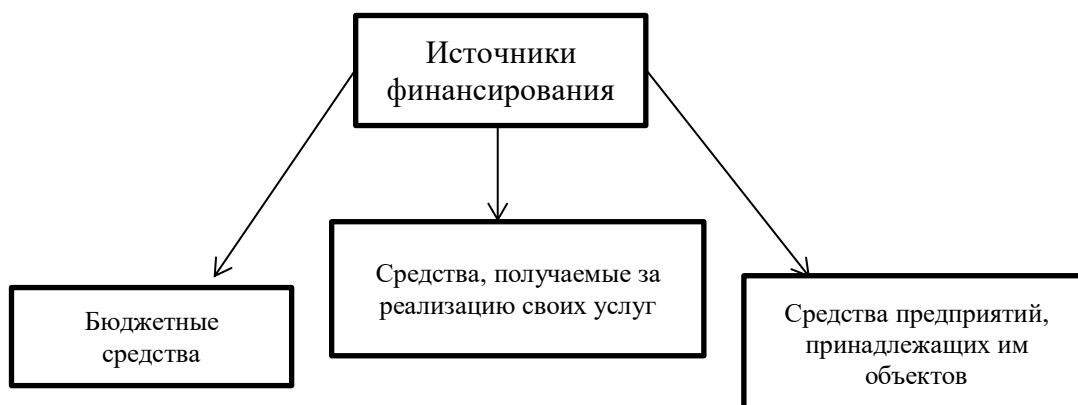 Источники
финансирования
Средства, получаемые за
реализацию своих услуг
Бюджетные
средства
Средства предприятий,
принадлежащих им
объектов